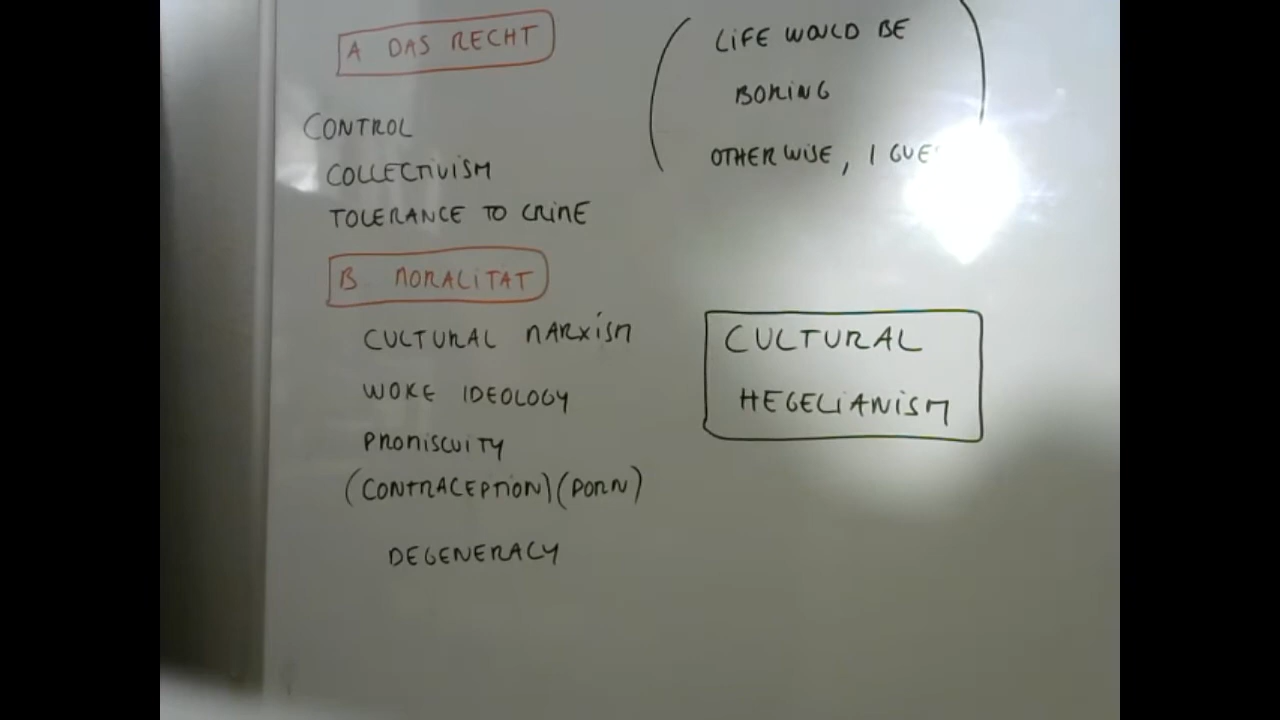 A DAS RECHT
CONTROL
COLLECTIVISM
TOLERANCE TO CRIME
B. MORALITAT
CULTURAL MARXISM
WOKE IDEOLOGY
PROMISCUITY
(CONTRACEPTION) (PORN)
DEGENERACY
(LIFE WOULD BE
BORING
OTHERWISE, I
CULTURAL
HEGELIANISM